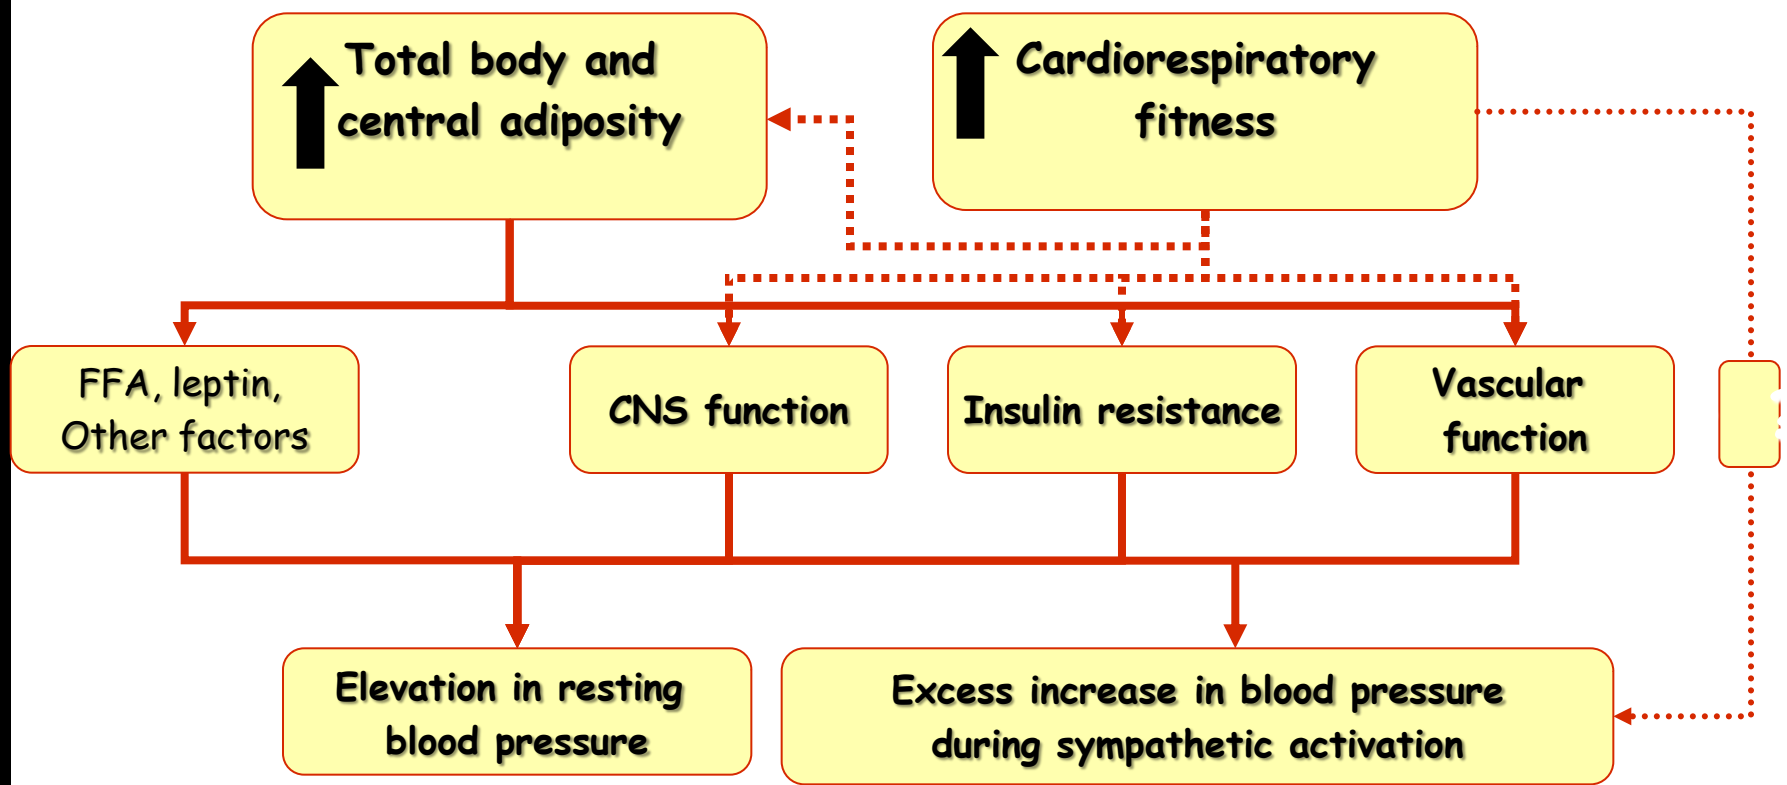 Total body and
central adiposity
Cardiorespiratory
fitness
FFA, leptin,
Other factors
CNS function
Insulin resistance
Vascular
function
Elevation in resting
blood pressure
Excess increase in blood pressure
during sympathetic activation